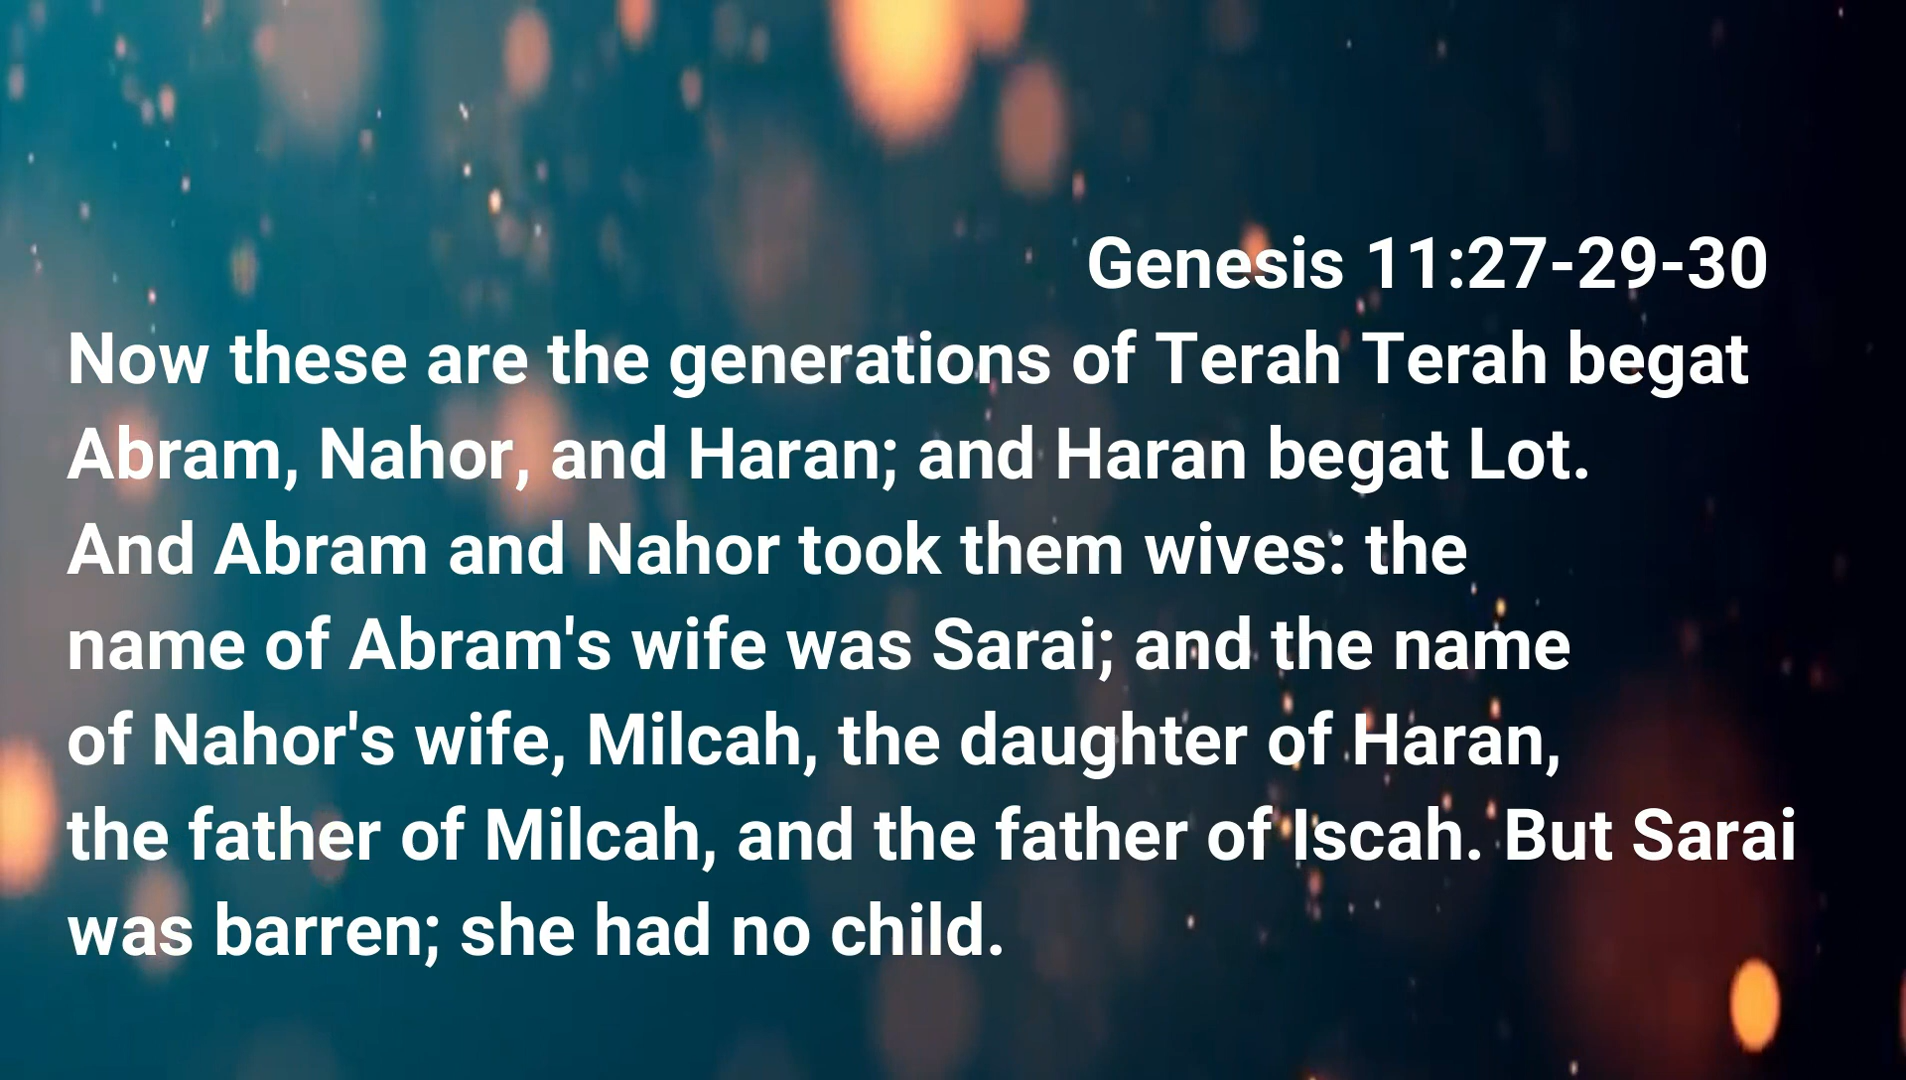 Genesis 11:27-29-30
Now these are the generations of Terah Terah begat
Abram, Nahor, and Haran; and Haran begat Lot.
And Abram and Nahor took them wives: the
name of Abram's wife was Sarai; and the name
of Nahor's wife, Milcah, the daughter of Haran,
the father of Milcah, and the father of Iscah. But Sarai
was barren; she had no child.